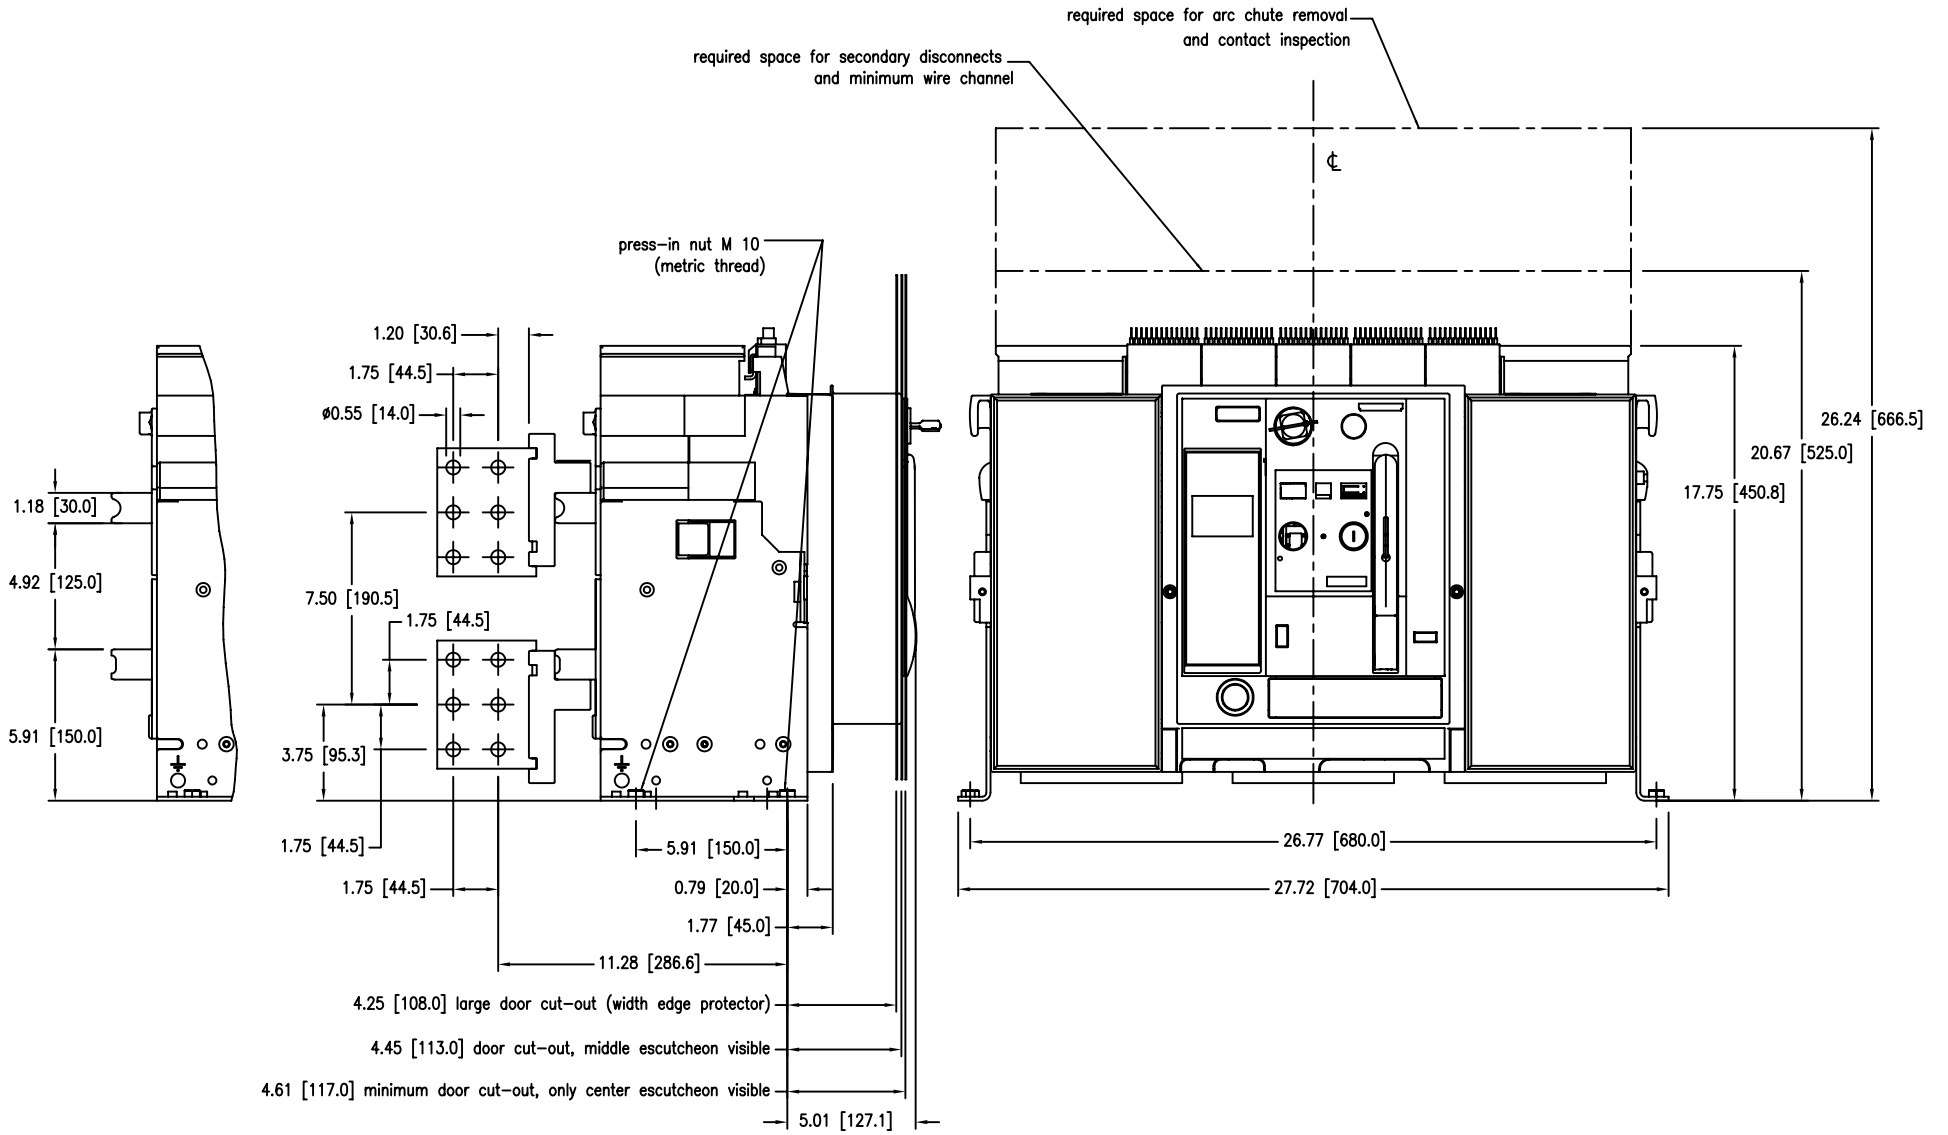 required space for arc chute removal
and contact inspection
required space for secondary disconnects
and minimum wire channel
℄
press-in nut M 10
(metric thread)
1.20 [30.6]
1.75 [44.5]
ø0.55 [14.0]
26.24 [666.5]
20.67 [525.0]
17.75 [450.8]
1.18 [30.0]
4.92 [125.0]
7.50 [190.5]
1.75 [44.5]
5.91 [150.0]
3.75 [95.3]
1.75 [44.5]
5.91 [150.0]
26.77 [680.0]
1.75 [44.5]
0.79 [20.0]
27.72 [704.0]
1.77 [45.0]
11.28 [286.6]
4.25 [108.0] large door cut-out (width edge protector)
4.45 [113.0] door cut-out, middle escutcheon visible
4.61 [117.0] minimum door cut-out, only center escutcheon visible
5.01 [127.1]